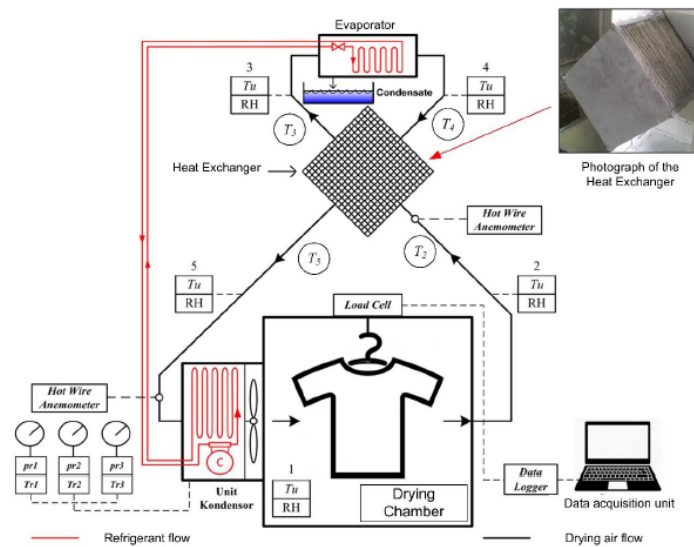 Evaporator
3
Tu
RH
4
Tu
RH
Condensate
T3
T4
Heat Exchanger
Photograph of the
Heat Exchanger
Hot Wire
Anemometer
5
Tu
RH
T5
T2
2
Tu
RH
Load Cell
Hot Wire
Anemometer
pr1
pr2
pr3
Tr1
Tr2
Tr3
C
Unit
Kondensor
1
Tu
RH
Drying
Chamber
Data
Logger
Data acquisition unit
Refrigerant flow
Drying air flow